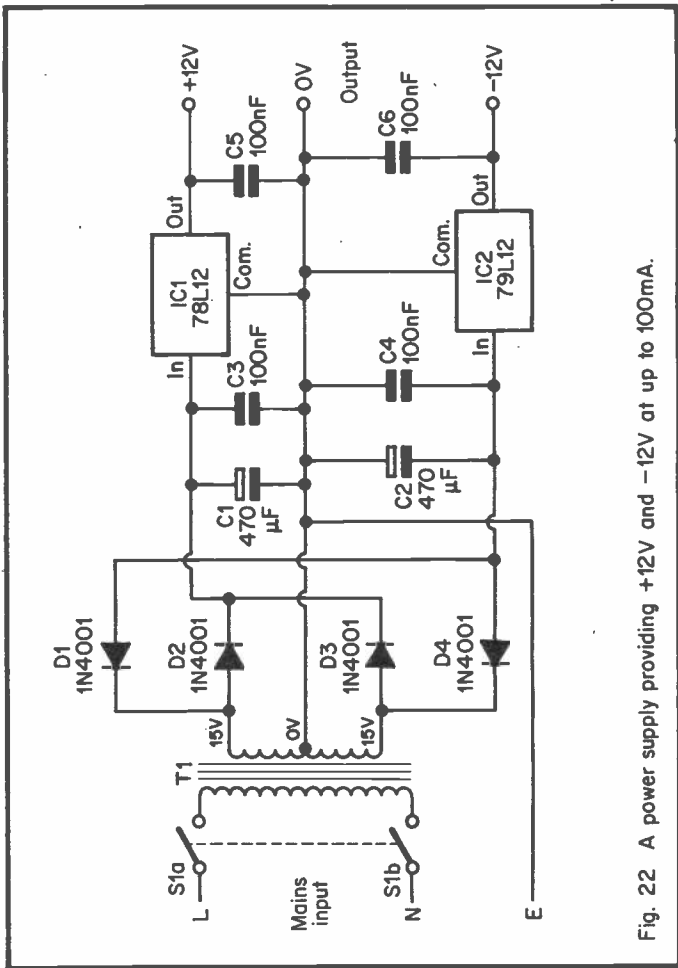 S1a
L
Mains
input
N
S1b
E
T1
15V
0V
15V
D1
1N4001
D2
1N4001
D3
1N4001
D4
1N4001
C1
470
µF
C2
470
µF
C3
100nF
C4
100nF
In
IC1
78L12
Out
Com.
In
IC2
79L12
Out
Com.
C5
100nF
C6
100nF
+12V
0V
Output
-12V
Fig. 22 A power supply providing +12V and -12V at up to 100mA.